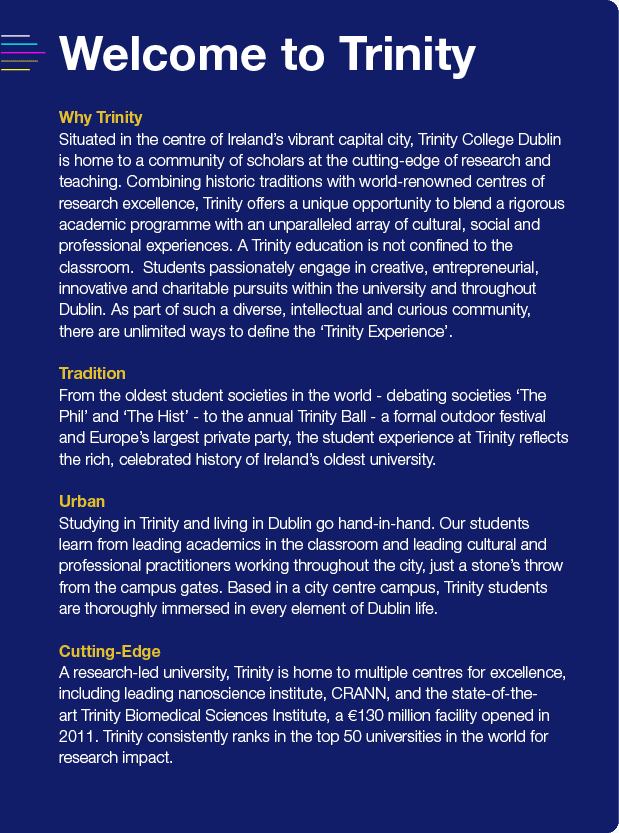 Welcome to Trinity
Why Trinity
Situated in the centre of Ireland’s vibrant capital city, Trinity College Dublin
is home to a community of scholars at the cutting-edge of research and
teaching. Combining historic traditions with world-renowned centres of
research excellence, Trinity offers a unique opportunity to blend a rigorous
academic programme with an unparalleled array of cultural, social and
professional experiences. A Trinity education is not confined to the
classroom.  Students passionately engage in creative, entrepreneurial,
innovative and charitable pursuits within the university and throughout
Dublin. As part of such a diverse, intellectual and curious community,
there are unlimited ways to define the ‘Trinity Experience’.
Tradition
From the oldest student societies in the world - debating societies ‘The
Phil’ and ‘The Hist’ - to the annual Trinity Ball - a formal outdoor festival
and Europe’s largest private party, the student experience at Trinity reflects
the rich, celebrated history of Ireland’s oldest university.
Urban
Studying in Trinity and living in Dublin go hand-in-hand. Our students
learn from leading academics in the classroom and leading cultural and
professional practitioners working throughout the city, just a stone’s throw
from the campus gates. Based in a city centre campus, Trinity students
are thoroughly immersed in every element of Dublin life.
Cutting-Edge
A research-led university, Trinity is home to multiple centres for excellence,
including leading nanoscience institute, CRANN, and the state-of-the-
art Trinity Biomedical Sciences Institute, a €130 million facility opened in
2011. Trinity consistently ranks in the top 50 universities in the world for
research impact.